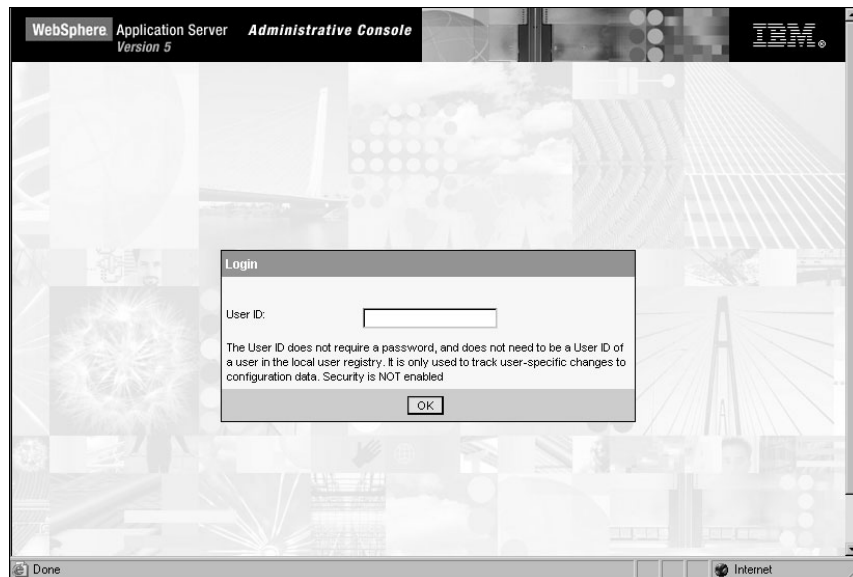 WebSphere Application Server Administrative Console
Version 5
IBM®
Login
User ID:
The User ID does not require a password, and does not need to be a User ID of
a user in the local user registry. It is only used to track user-specific changes to
configuration data. Security is NOT enabled
OK
Done
Internet